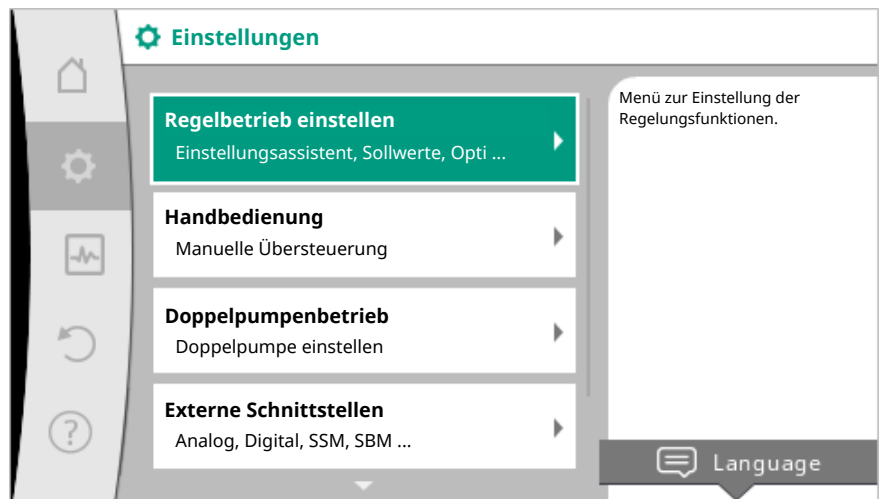 Einstellungen
Regelbetrieb einstellen
Einstellungsassistent, Sollwerte, Opti ...
Handbedienung
Manuelle Übersteuerung
Doppelpumpenbetrieb
Doppelpumpe einstellen
Externe Schnittstellen
Analog, Digital, SSM, SBM ...
Menü zur Einstellung der
Regelungsfunktionen.
Language